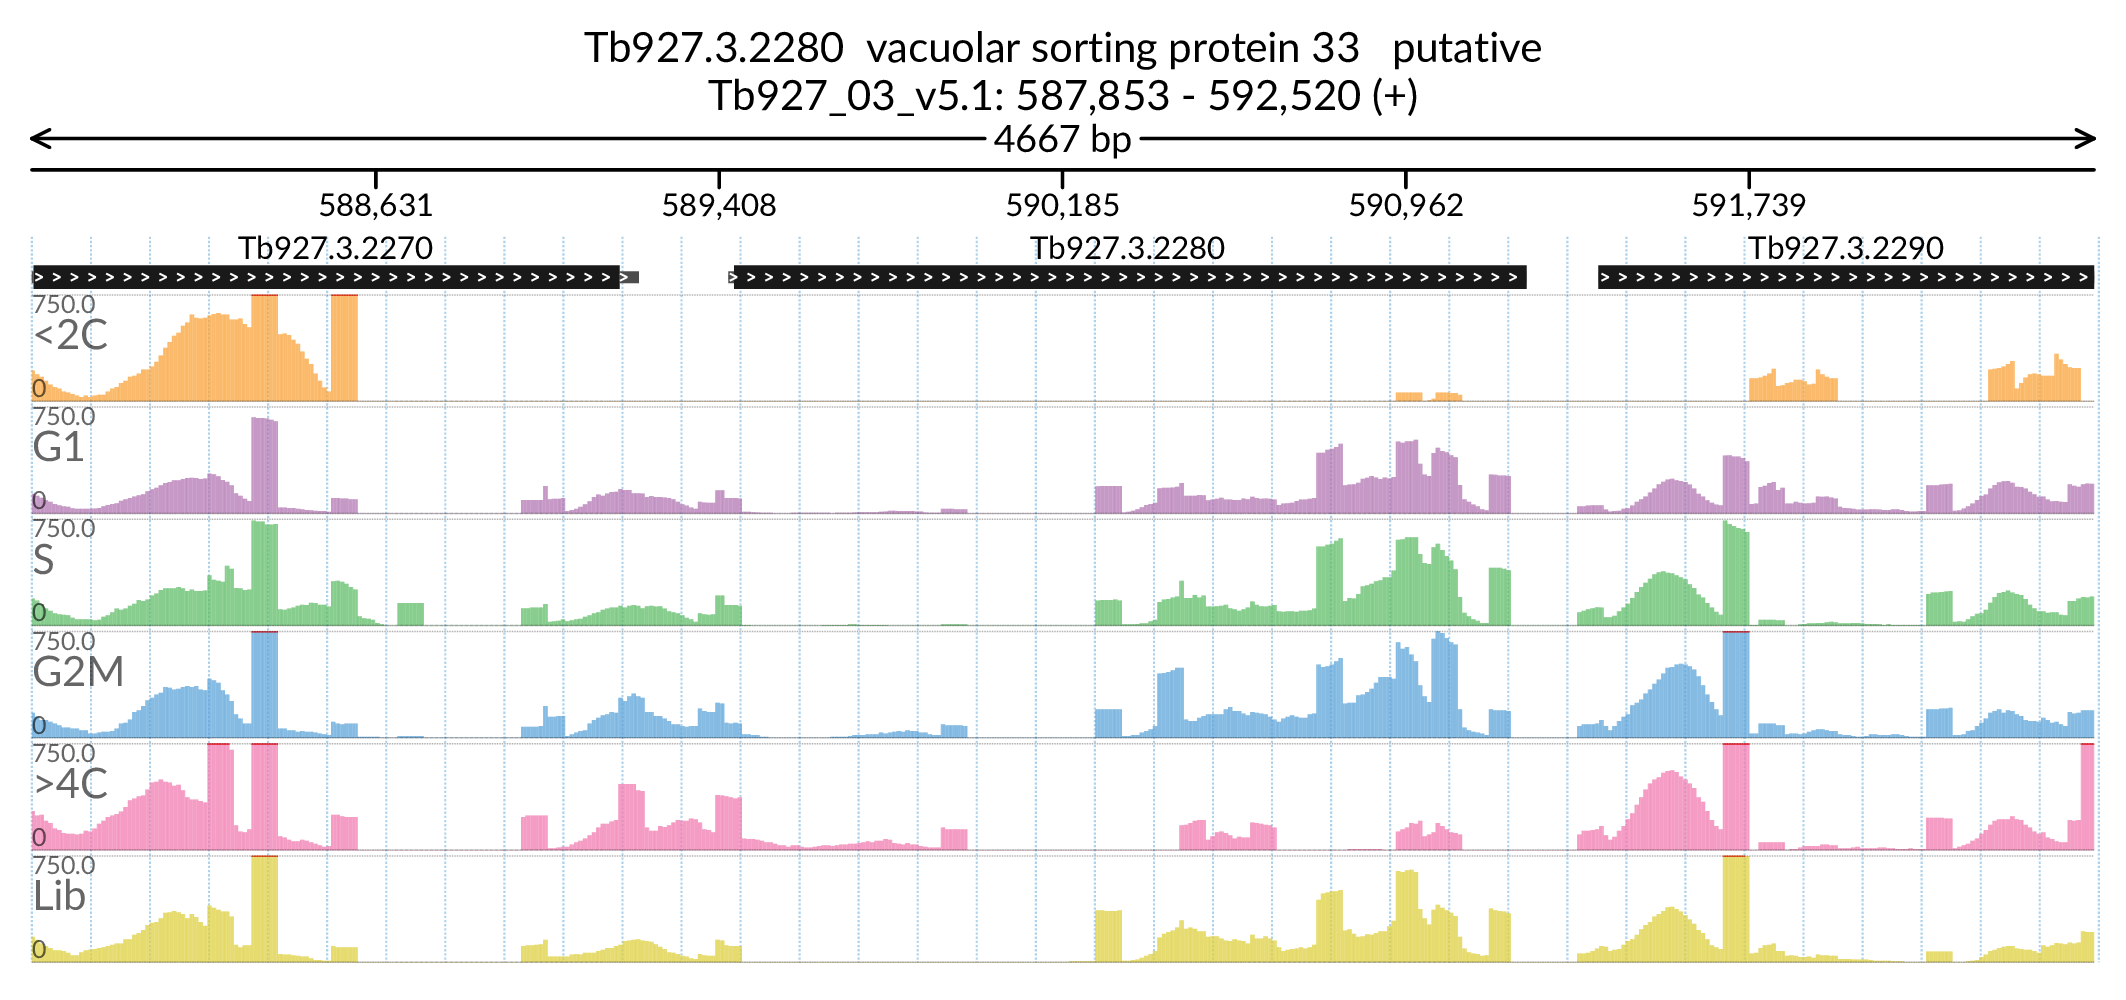 Tb927.3.2280 vacuolar sorting protein 33 putative
Tb927_03_v5.1: 587,853 - 592,520 (+)
4667 bp
588,631 589,408 590,185 590,962 591,739
Tb927.3.2270 Tb927.3.2280 Tb927.3.2290
750.0
<2C
0
750.0
G1
0
750.0
S
0
750.0
G2M
0
750.0
>4C
0
750.0
Lib
0